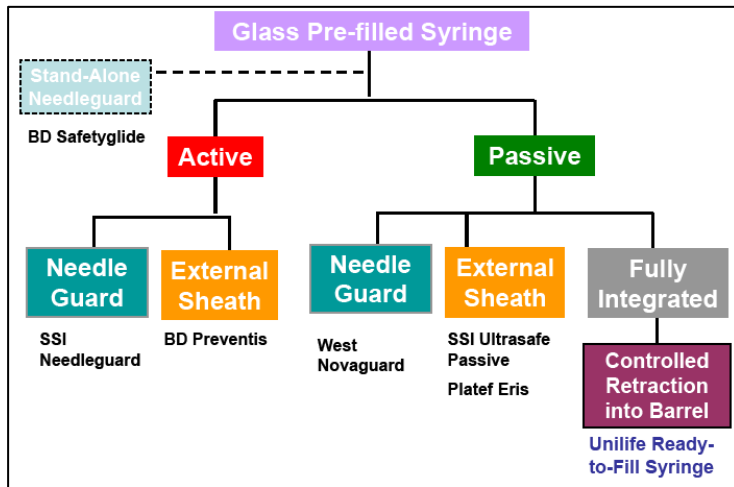 Glass Pre-filled Syringe
Stand-Alone
Needleguard
BD Safetyglide
Active
Passive
Needle
Guard
External
Sheath
Needle
Guard
External
Sheath
Fully
Integrated
SSI
Needleguard
BD Preventis
West
Novaguard
SSI Ultrasafe
Passive
Platef Eris
Controlled
Retraction
into Barrel
Unilife Ready-
to-Fill Syringe